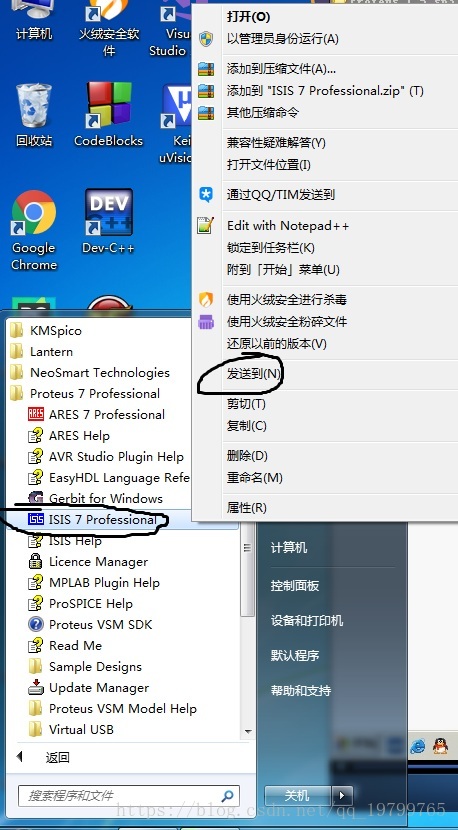 计算机
火绒安全软
件
Visual
Studio
回收站
CodeBlocks
Kei
uVisio
Google
Chrome
DEV
C++
Dev-C++
打开(O)
以管理员身份运行(A)
添加到压缩文件(A)...
添加到 "ISIS 7 Professional.zip" (T)
其他压缩命令
兼容性疑难解答(Y)
打开文件位置(I)
通过QQ/TIM发送到
Edit with Notepad++
锁定到任务栏(K)
附到「开始」菜单(U)
使用火绒安全进行杀毒
使用火绒安全粉碎文件
还原以前的版本(V)
发送到(N)
剪切(T)
复制(C)
删除(D)
重命名(M)
属性(R)
KMSpico
Lantern
NeoSmart Technologies
Proteus 7 Professional
ARES
ARES 7 Professional
ARES Help
AVR Studio Plugin Help
EasyHDL Language Refe
Gerbit for Windows
ISIS
ISIS 7 Professional
ISIS Help
Licence Manager
MPLAB Plugin Help
ProSPICE Help
Proteus VSM SDK
Read Me
Sample Designs
Update Manager
Proteus VSM Model Help
Virtual USB
返回
搜索程序和文件
计算机
控制面板
设备和打印机
默认程序
帮助和支持
关机
https://blog.csdn.net/qq_19799765